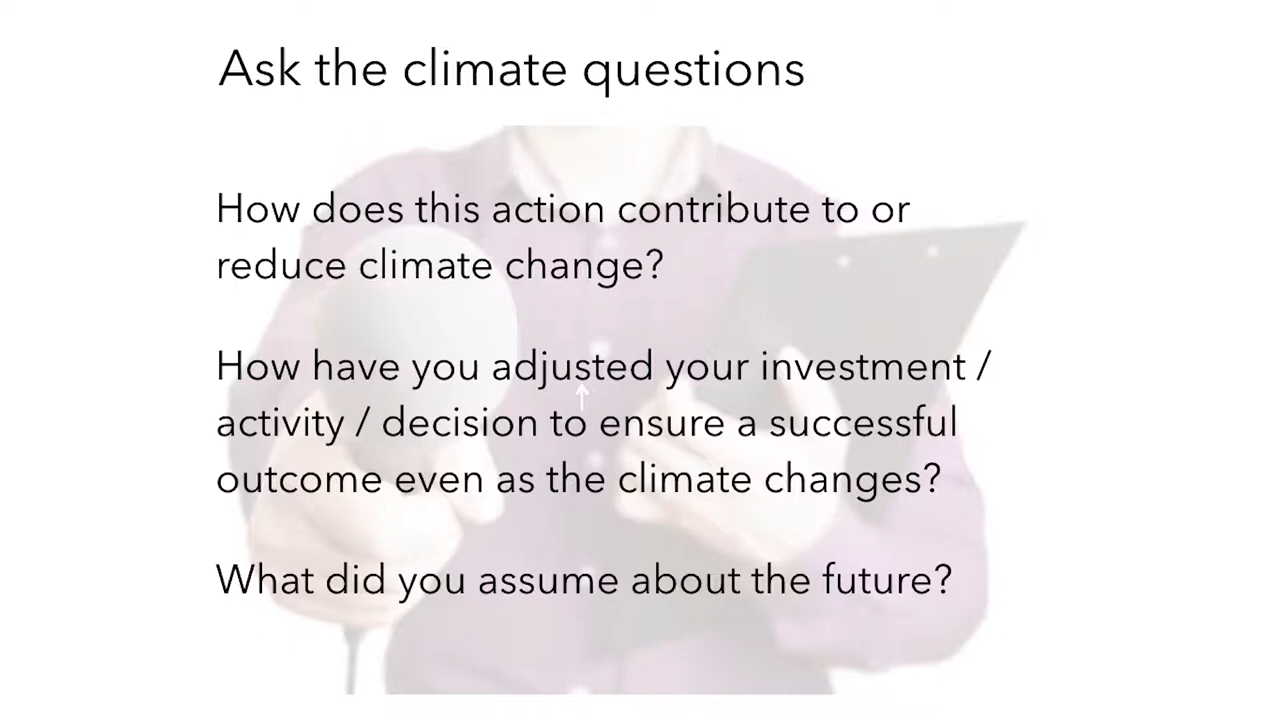 Ask the climate questions
How does this action contribute to or
reduce climate change?
How have you adjusted your investment /
activity / decision to ensure a successful
outcome even as the climate changes?
What did you assume about the future?